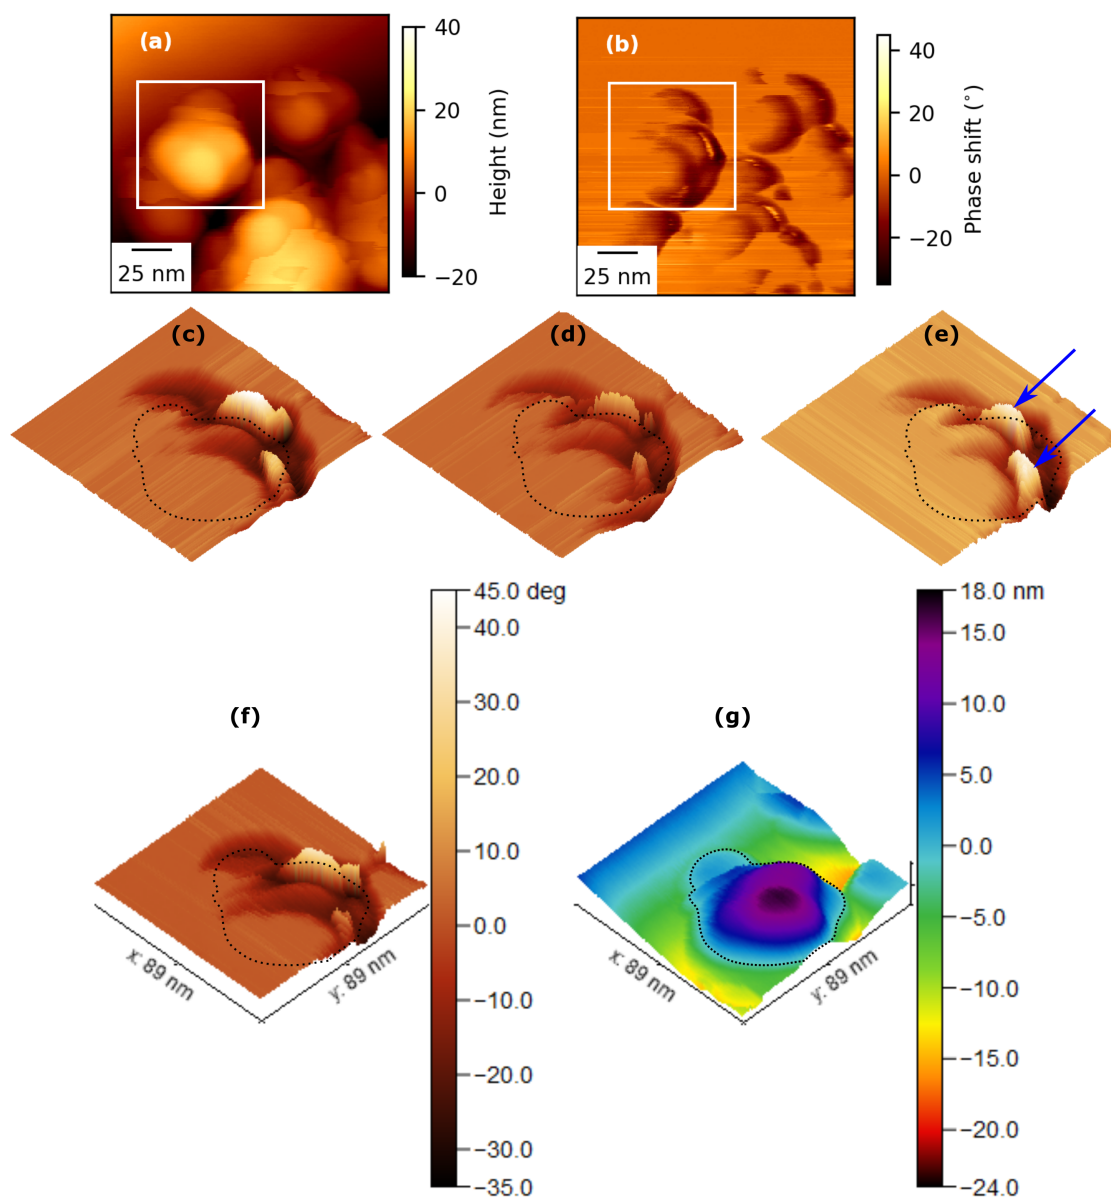 (a)
40
20
0
−20
Height (nm)
25 nm
(b)
40
20
0
−20
Phase shift (°)
25 nm
(c)
(d)
(e)
(f)
x: 89 nm
y: 89 nm
45.0 deg
40.0
30.0
20.0
10.0
0.0
−10.0
−20.0
−30.0
−35.0
(g)
x: 89 nm
y: 89 nm
18.0 nm
15.0
10.0
5.0
0.0
−5.0
−10.0
−15.0
−20.0
−24.0